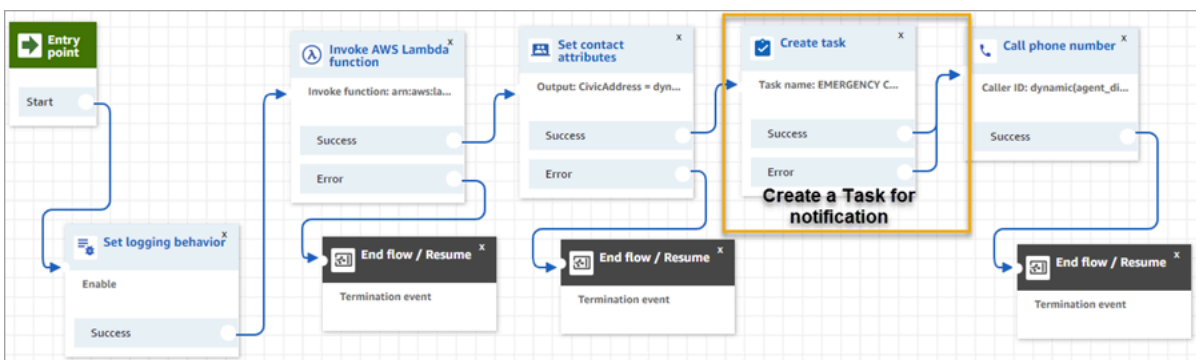 Entry
point
Start
Set logging behavior
x
Enable
Success
Invoke AWS Lambda
function
x
Invoke function: arn:aws:la...
Success
Error
End flow / Resume
x
Termination event
Set contact
attributes
x
Output: CivicAddress = dyn...
Success
Error
End flow / Resume
x
Termination event
Create task
x
Task name: EMERGENCY C...
Success
Error
Create a Task for
notification
Call phone number
x
Caller ID: dynamic(agent_di...
Success
End flow / Resume
x
Termination event